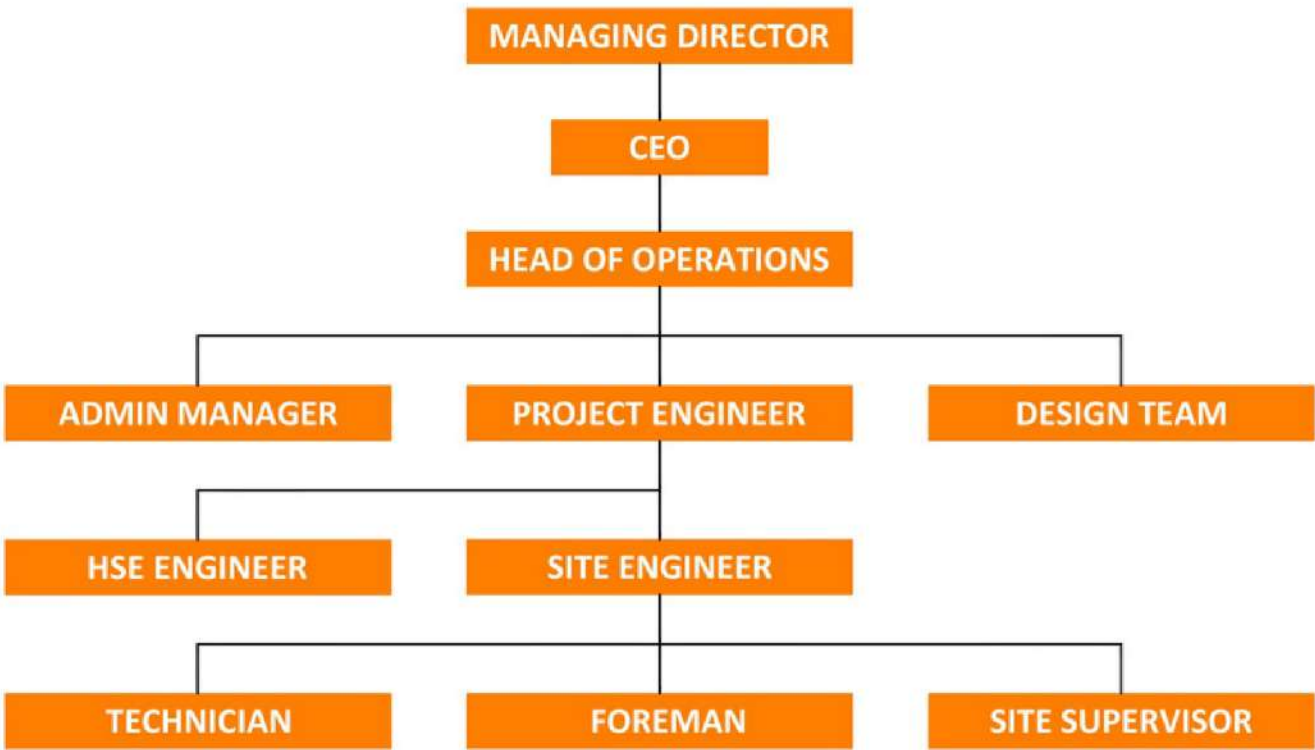 MANAGING DIRECTOR
CEO
HEAD OF OPERATIONS
ADMIN MANAGER
PROJECT ENGINEER
DESIGN TEAM
HSE ENGINEER
SITE ENGINEER
TECHNICIAN
FOREMAN
SITE SUPERVISOR